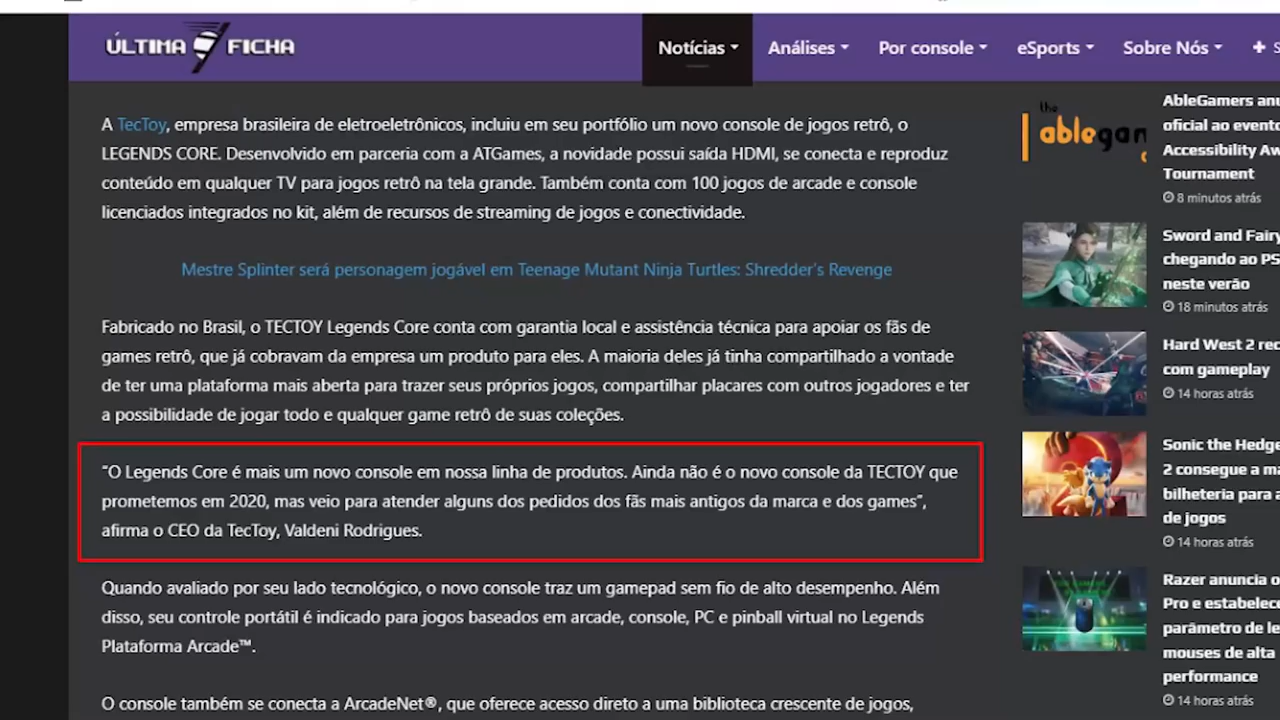 ÚLTIMA FICHA
Notícias
Análises
Por console
eSports
Sobre Nós
A TecToy, empresa brasileira de eletroeletrônicos, incluiu em seu portfólio um novo console de jogos retrô, o
LEGENDS CORE. Desenvolvido em parceria com a ATGames, a novidade possui saída HDMI, se conecta e reproduz
conteúdo em qualquer TV para jogos retrô na tela grande. Também conta com 100 jogos de arcade e console
licenciados integrados no kit, além de recursos de streaming de jogos e conectividade.
Mestre Splinter será personagem jogável em Teenage Mutant Ninja Turtles: Shredder's Revenge
Fabricado no Brasil, o TECTOY Legends Core conta com garantia local e assistência técnica para apoiar os fãs de
games retrô, que já cobravam da empresa um produto para eles. A maioria deles já tinha compartilhado a vontade
de ter uma plataforma mais aberta para trazer seus próprios jogos, compartilhar placares com outros jogadores e ter
a possibilidade de jogar todo e qualquer game retrô de suas coleções.
“O Legends Core é mais um novo console em nossa linha de produtos. Ainda não é o novo console da TECTOY que
prometemos em 2020, mas veio para atender alguns dos pedidos dos fãs mais antigos da marca e dos games”,
afirma o CEO da TecToy, Valdeni Rodrigues.
Quando avaliado por seu lado tecnológico, o novo console traz um gamepad sem fio de alto desempenho. Além
disso, seu controle portátil é indicado para jogos baseados em arcade, console, PC e pinball virtual no Legends
Plataforma Arcade™.
O console também se conecta a ArcadeNet®, que oferece acesso direto a uma biblioteca crescente de jogos,
the
ablegam
AbleGamers anu
oficial ao evento
Accessibility Aw
Tournament
8 minutos atrás
Sword and Fairy
chegando ao PS
neste verão
18 minutos atrás
Hard West 2 rec
com gameplay
14 horas atrás
Sonic the Hedge
2 consegue a ma
bilheteria para a
de jogos
14 horas atrás
Razer anuncia o
Pro e estabelece
parâmetro de le
mouses de alta
performance
14 horas atrás